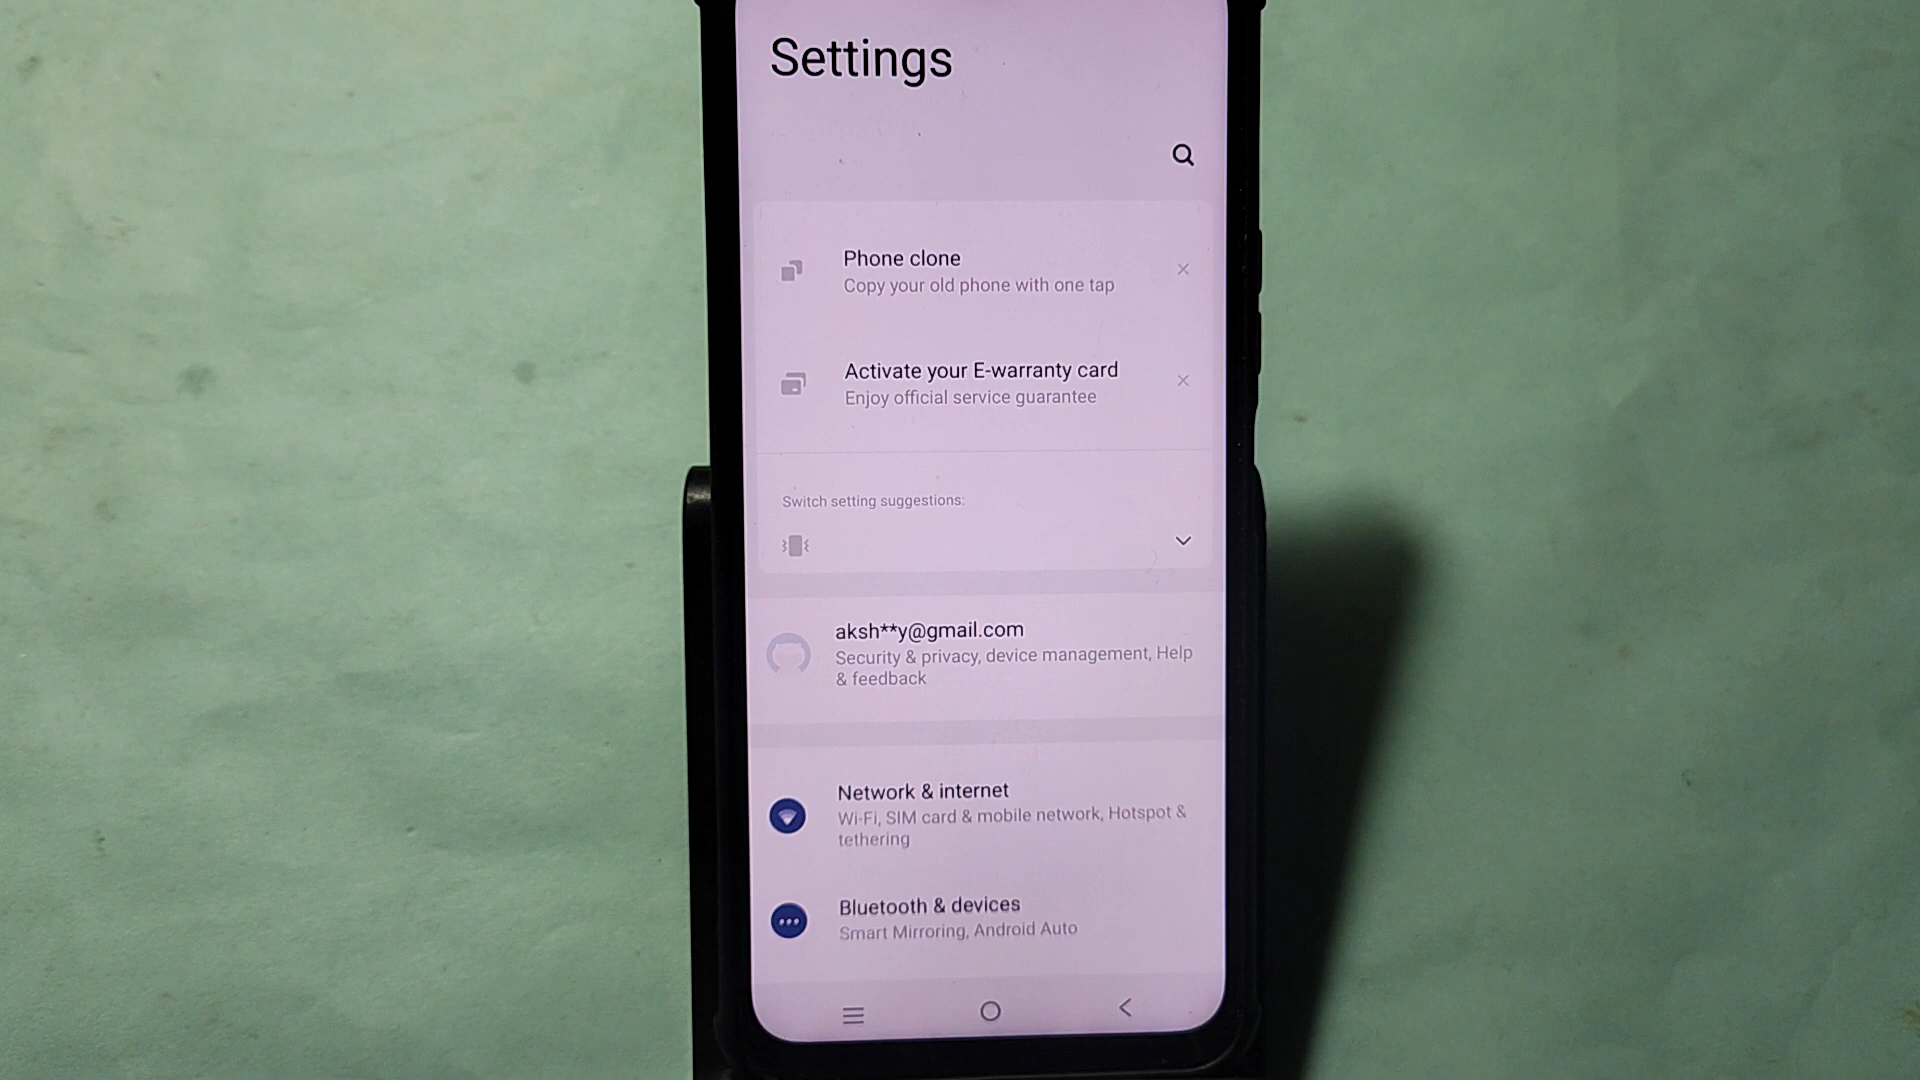 Settings
Phone clone
Copy your old phone with one tap
Activate your E-warranty card
Enjoy official service guarantee
Switch setting suggestions:
aksh**y@gmail.com
Security & privacy, device management, Help
& feedback
Network & internet
Wi-Fi, SIM card & mobile network, Hotspot &
tethering
Bluetooth & devices
Smart Mirroring, Android Auto